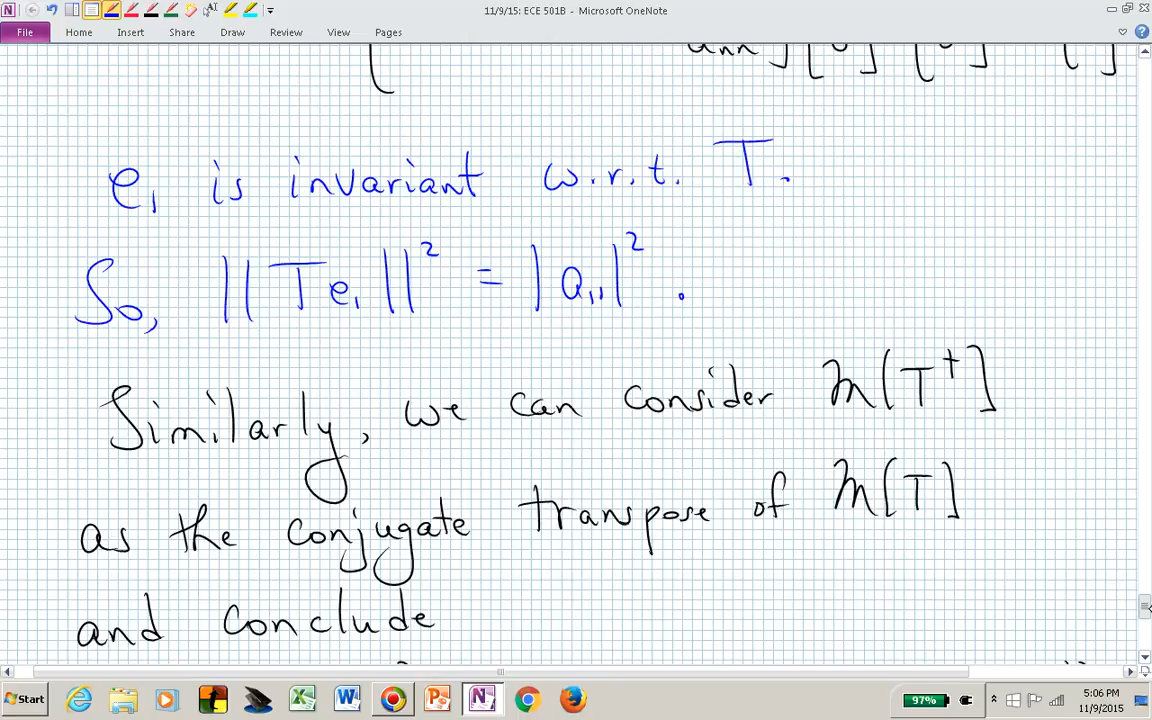 11/9/15: ECE 501B - Microsoft OneNote
File Home Insert Share Draw Review View Pages
e₁ is invariant w.r.t. T.
So, ||Te₁||² = |a₁₁|².
Similarly, we can consider M[T†]
as the conjugate transpose of M[T]
and conclude
Start
97%
5:06 PM
11/9/2015